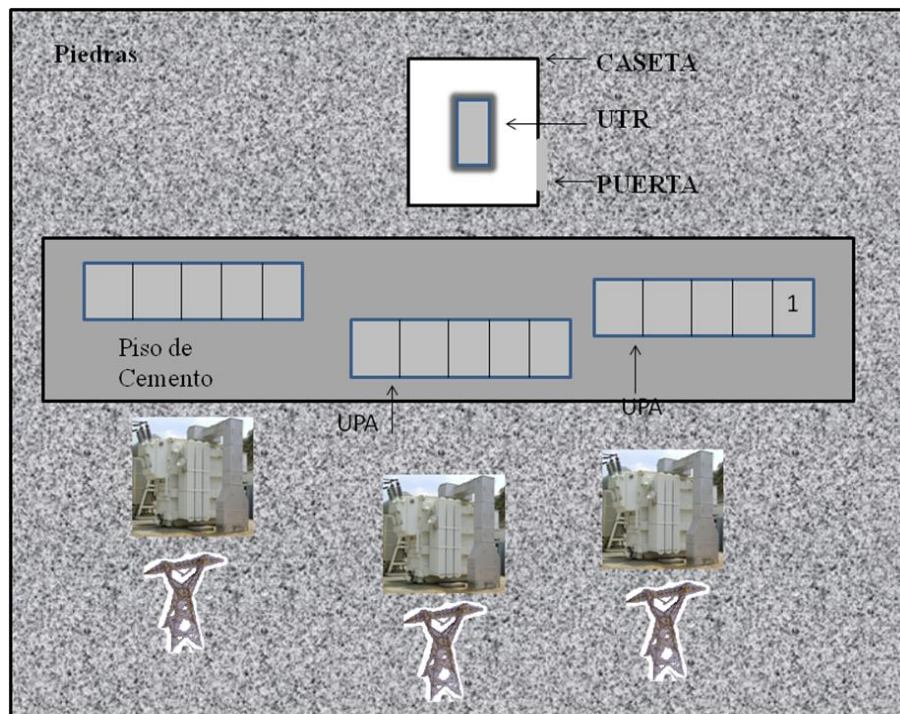 Piedras
CASETA
UTR
PUERTA
1
Piso de
Cemento
UPA
UPA